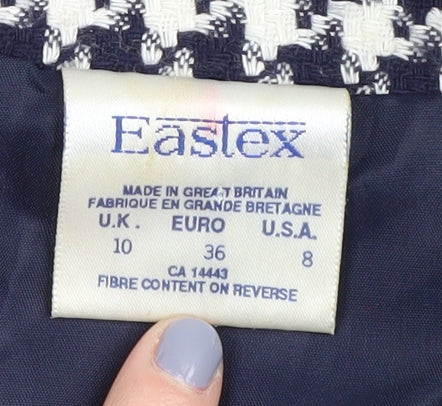 Eastex
MADE IN GREAT BRITAIN
FABRIQUE EN GRANDE BRETAGNE
U.K. EURO U.S.A.
10 36 8
CA 14443
FIBRE CONTENT ON REVERSE